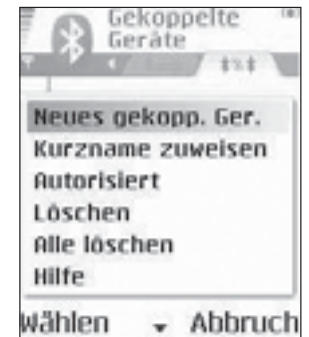 Gekoppelte
Geräte
Neues gekopp. Ger.
Kurzname zuweisen
Autorisiert
Löschen
Alle löschen
Hilfe
Wählen Abbruch